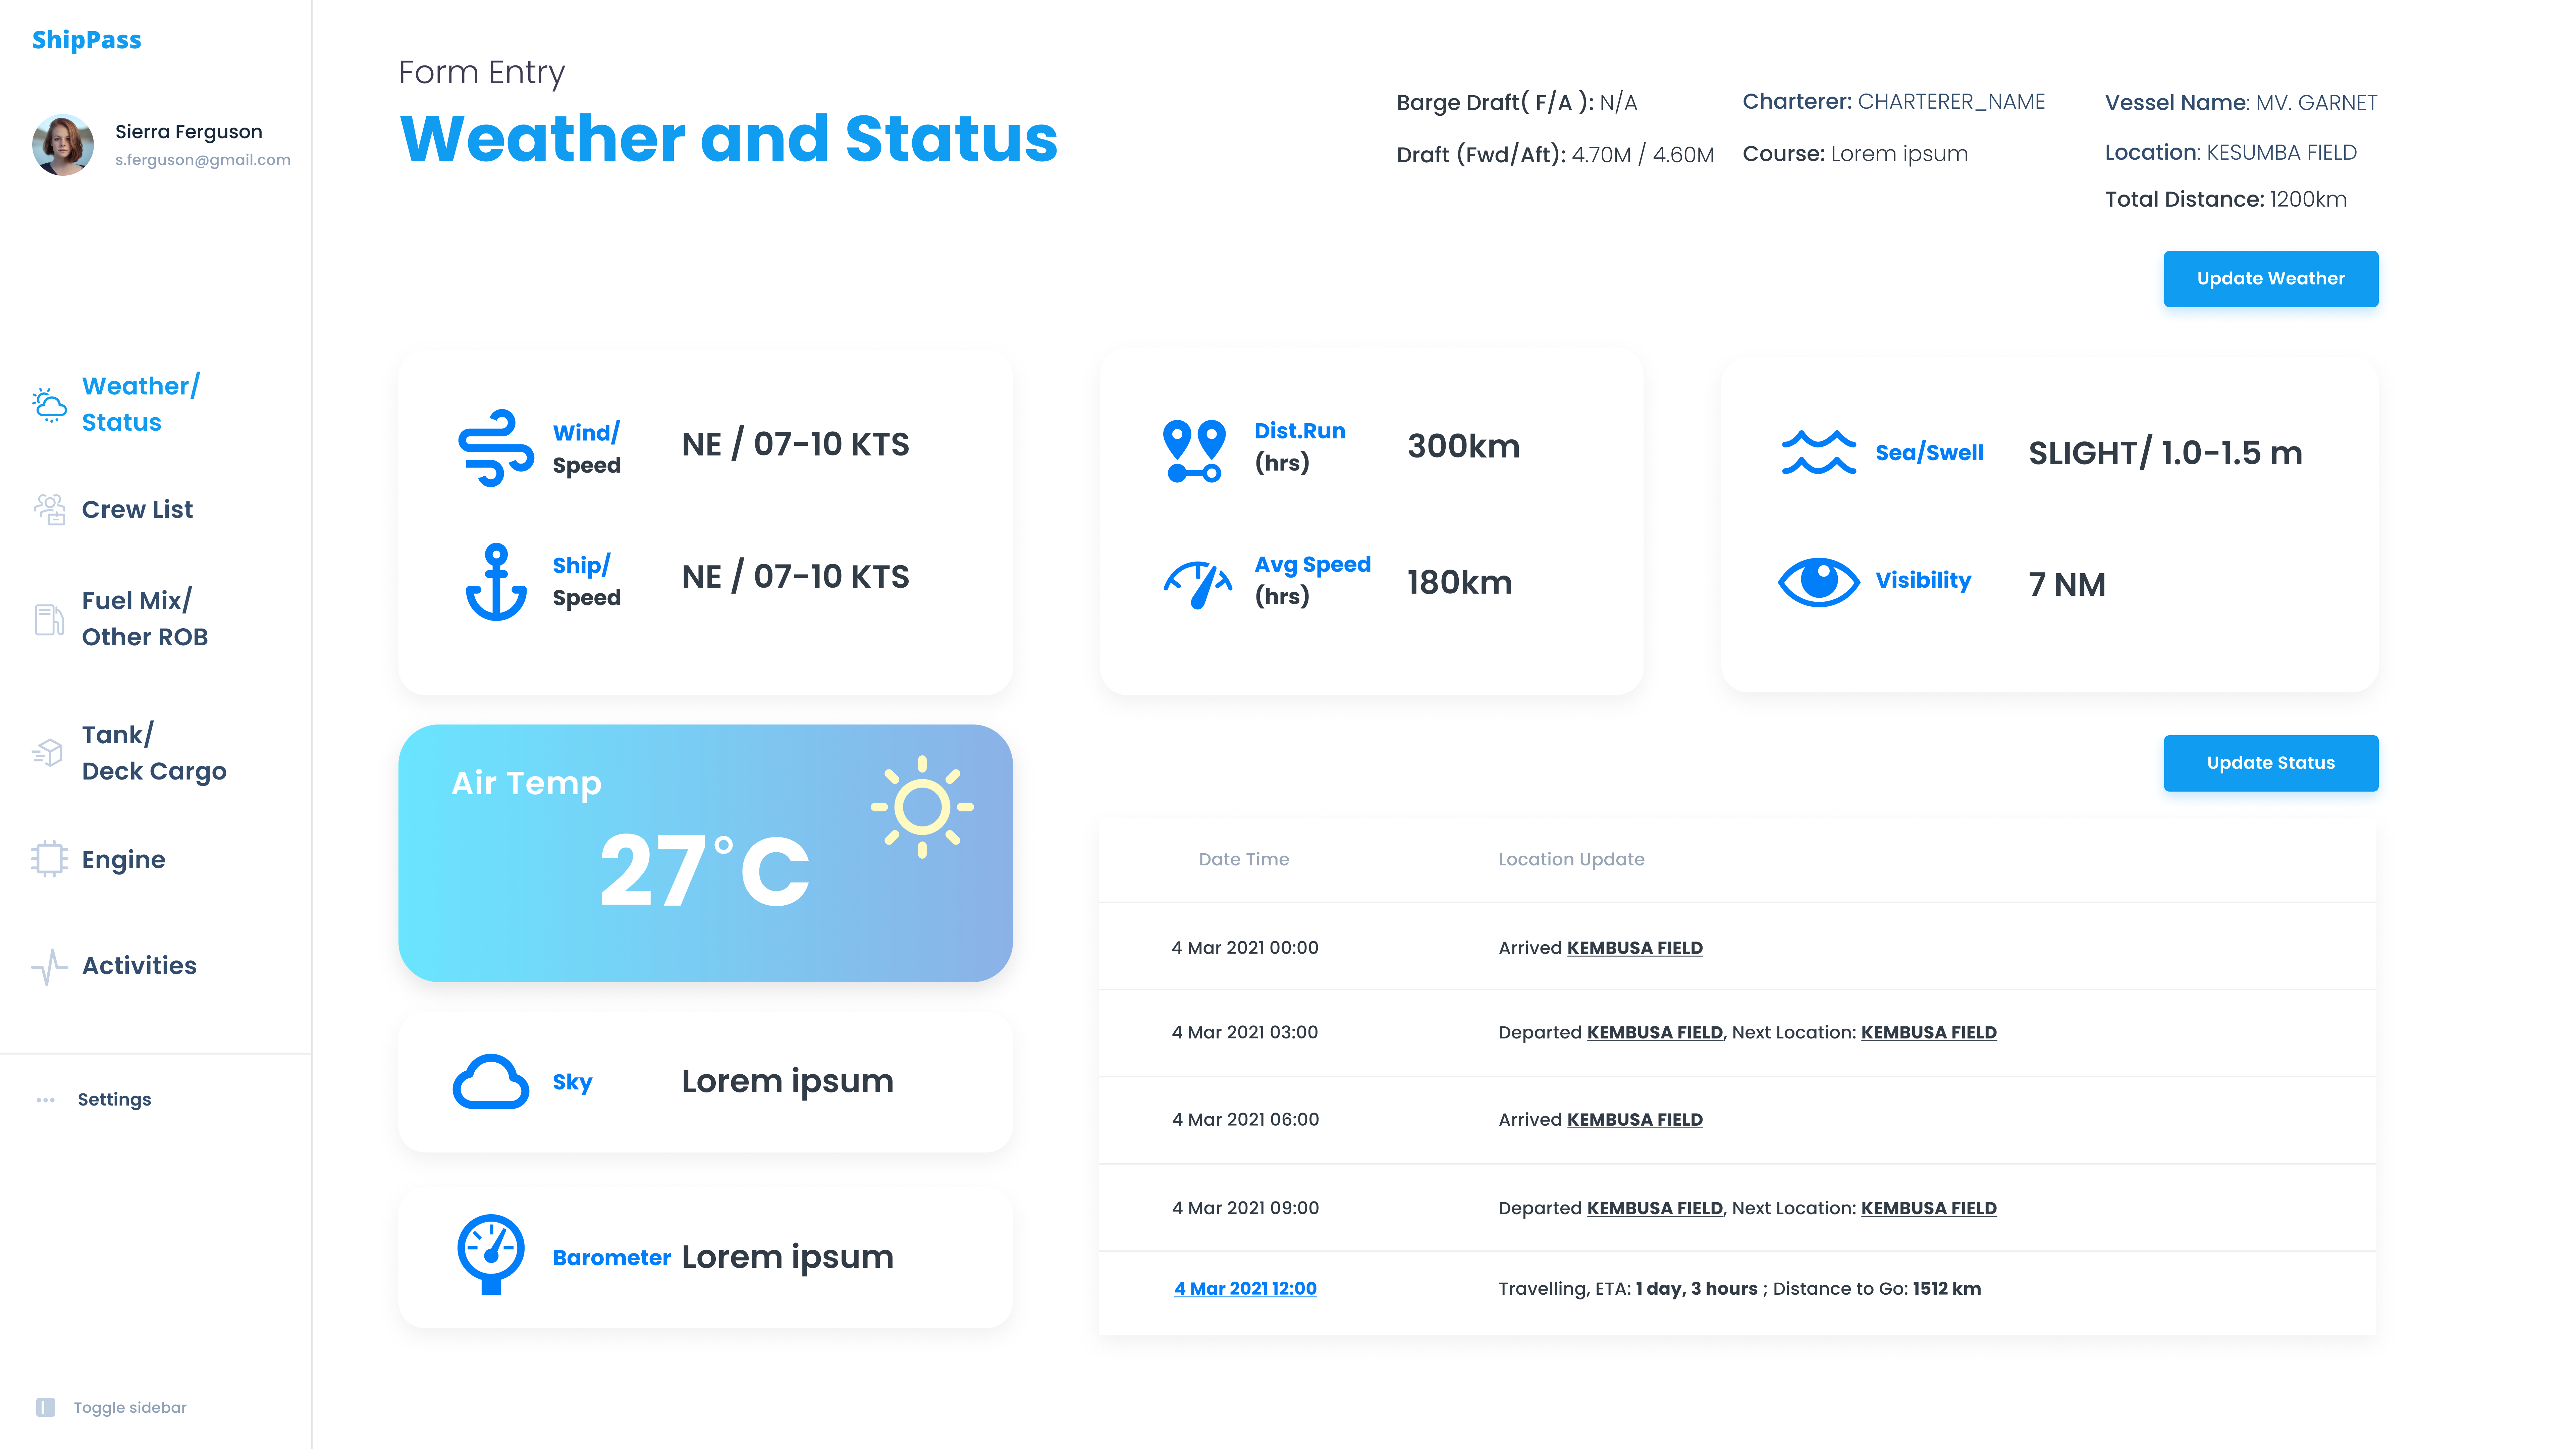 ShipPass
Sierra Ferguson
s.ferguson@gmail.com
Weather/
Status
Crew List
Fuel Mix/
Other ROB
Tank/
Deck Cargo
Engine
Activities
Settings
Toggle sidebar
Form Entry
Weather and Status
Barge Draft( F/A ): N/A
Draft (Fwd/Aft): 4.70M / 4.60M
Charterer: CHARTERER_NAME
Course: Lorem ipsum
Vessel Name: MV. GARNET
Location: KESUMBA FIELD
Total Distance: 1200km
Update Weather
Wind/
Speed
NE / 07-10 KTS
Ship/
Speed
NE / 07-10 KTS
Dist.Run
(hrs)
300km
Avg Speed
(hrs)
180km
Sea/Swell
SLIGHT/ 1.0-1.5 m
Visibility
7 NM
Air Temp
27°C
Sky
Lorem ipsum
Barometer
Lorem ipsum
Update Status
Date Time Location Update
4 Mar 2021 00:00 Arrived KEMBUSA FIELD
4 Mar 2021 03:00 Departed KEMBUSA FIELD, Next Location: KEMBUSA FIELD
4 Mar 2021 06:00 Arrived KEMBUSA FIELD
4 Mar 2021 09:00 Departed KEMBUSA FIELD, Next Location: KEMBUSA FIELD
4 Mar 2021 12:00 Travelling, ETA: 1 day, 3 hours ; Distance to Go: 1512 km